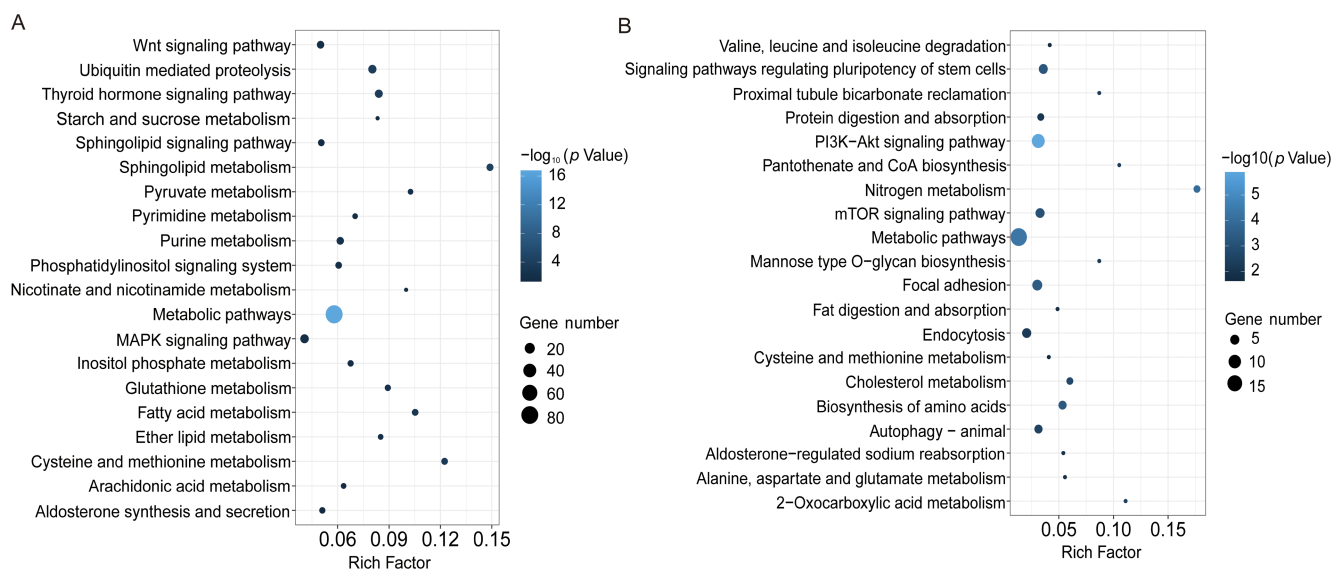 A
Wnt signaling pathway
Ubiquitin mediated proteolysis
Thyroid hormone signaling pathway
Starch and sucrose metabolism
Sphingolipid signaling pathway
Sphingolipid metabolism
Pyruvate metabolism
Pyrimidine metabolism
Purine metabolism
Phosphatidylinositol signaling system
Nicotinate and nicotinamide metabolism
Metabolic pathways
MAPK signaling pathway
Inositol phosphate metabolism
Glutathione metabolism
Fatty acid metabolism
Ether lipid metabolism
Cysteine and methionine metabolism
Arachidonic acid metabolism
Aldosterone synthesis and secretion
0.06 0.09 0.12 0.15
Rich Factor
−log₁₀(p Value)
16
12
8
4
Gene number
20
40
60
80
B
Valine, leucine and isoleucine degradation
Signaling pathways regulating pluripotency of stem cells
Proximal tubule bicarbonate reclamation
Protein digestion and absorption
PI3K−Akt signaling pathway
Pantothenate and CoA biosynthesis
Nitrogen metabolism
mTOR signaling pathway
Metabolic pathways
Mannose type O−glycan biosynthesis
Focal adhesion
Fat digestion and absorption
Endocytosis
Cysteine and methionine metabolism
Cholesterol metabolism
Biosynthesis of amino acids
Autophagy − animal
Aldosterone−regulated sodium reabsorption
Alanine, aspartate and glutamate metabolism
2−Oxocarboxylic acid metabolism
0.05 0.10 0.15
Rich Factor
−log10(p Value)
5
4
3
2
Gene number
5
10
15